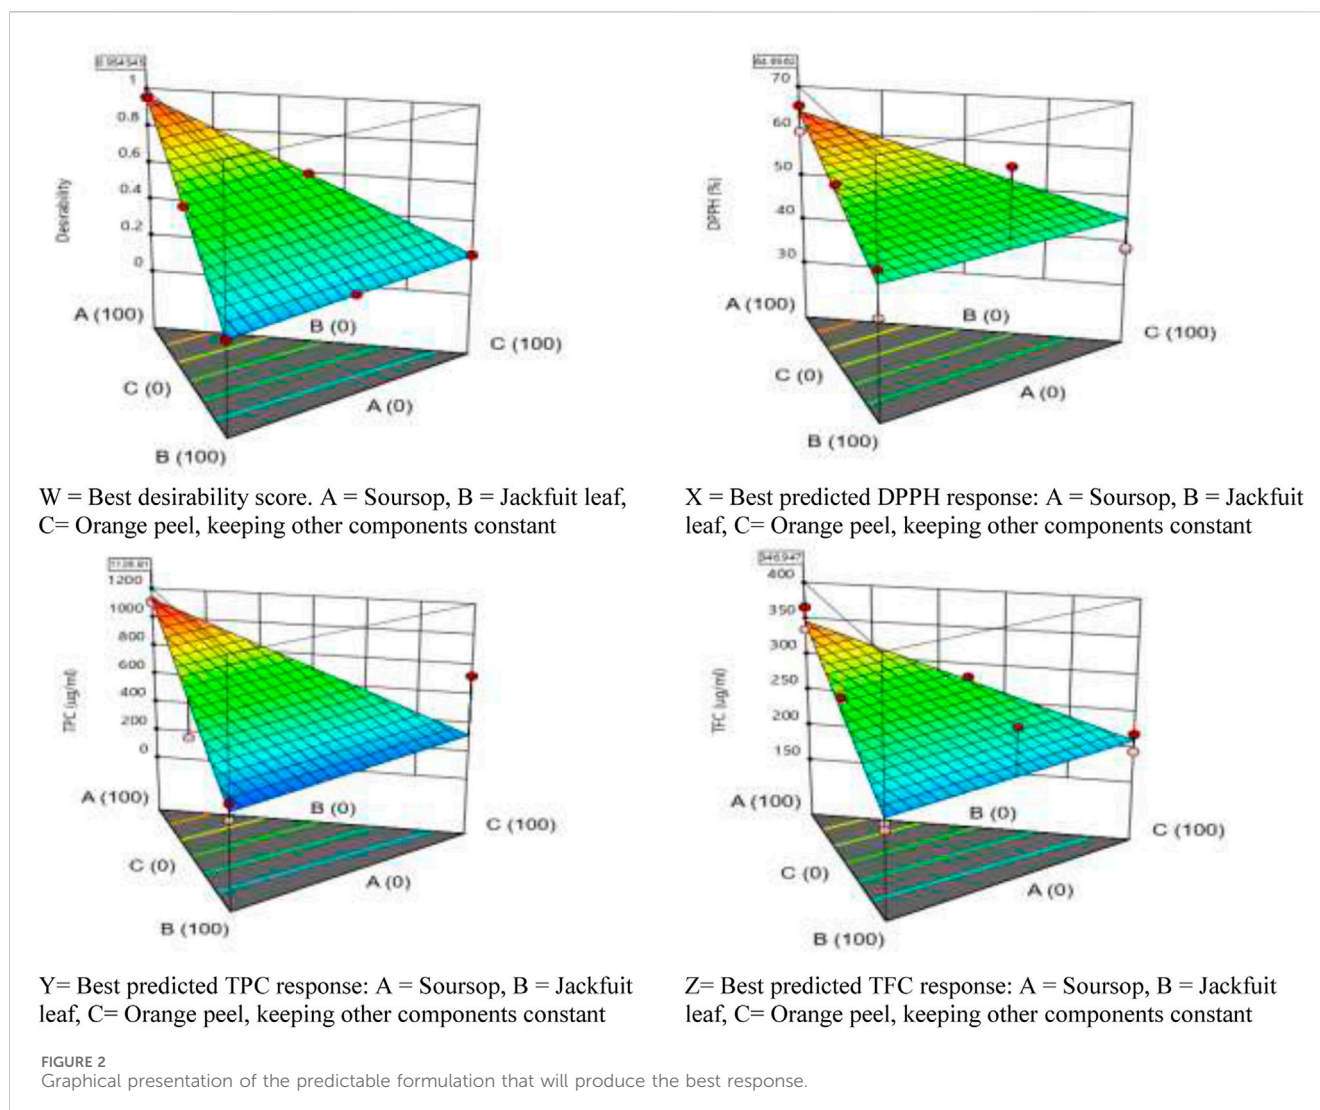 0.954545
1
0.8
0.6
0.4
0.2
0
Desirability
A (100)
B (0)
C (100)
C (0)
A (0)
B (100)
W = Best desirability score. A = Soursop, B = Jackfuit leaf,
C= Orange peel, keeping other components constant
70
60
50
40
30
DPPH (%)
A (100)
B (0)
C (100)
C (0)
A (0)
B (100)
X = Best predicted DPPH response: A = Soursop, B = Jackfuit
leaf, C= Orange peel, keeping other components constant
1200
1000
800
600
400
200
0
TPC (ug/ml)
A (100)
B (0)
C (100)
C (0)
A (0)
B (100)
Y= Best predicted TPC response: A = Soursop, B = Jackfuit
leaf, C= Orange peel, keeping other components constant
346.947
400
350
300
250
200
150
TFC (ug/ml)
A (100)
B (0)
C (100)
C (0)
A (0)
B (100)
Z= Best predicted TFC response: A = Soursop, B = Jackfuit
leaf, C= Orange peel, keeping other components constant
FIGURE 2
Graphical presentation of the predictable formulation that will produce the best response.